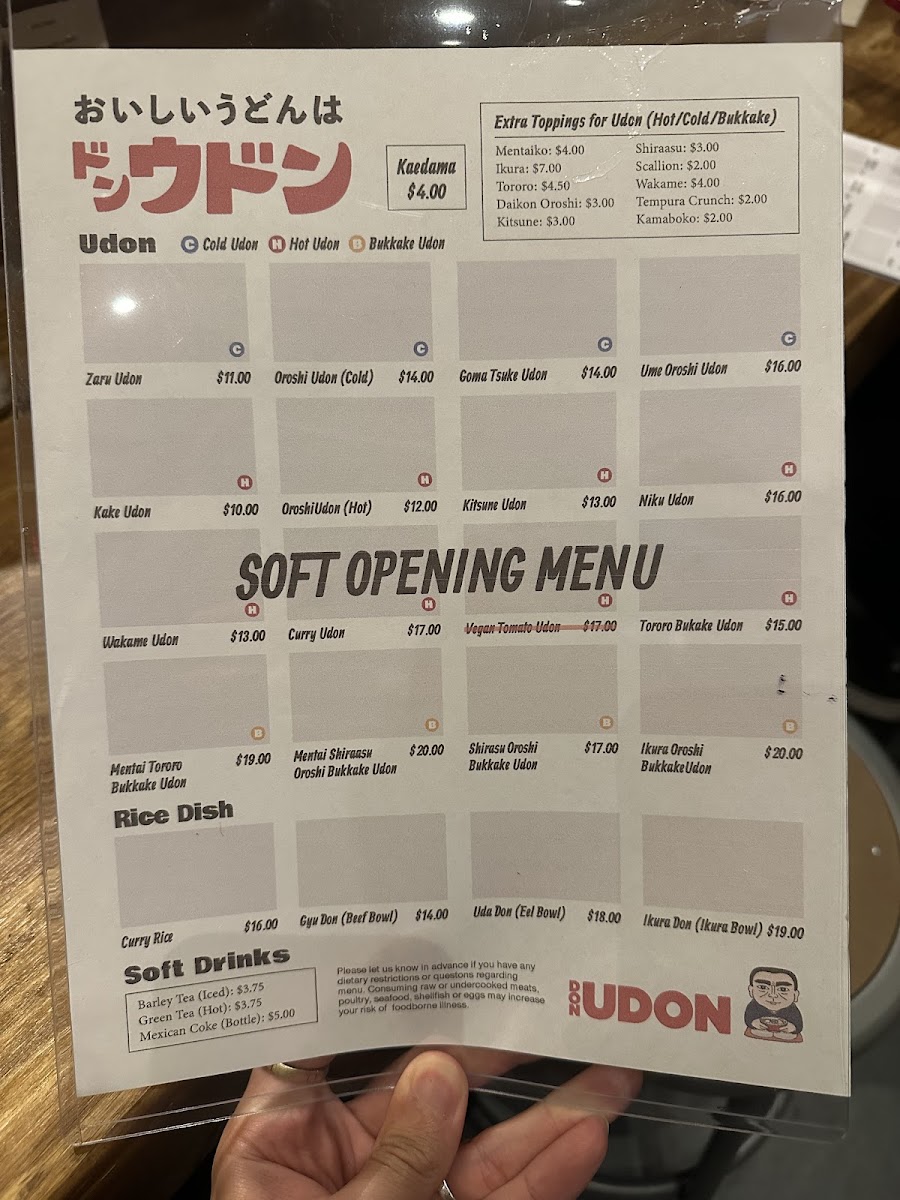 おいしいうどんは
ドンウドン
Kaedama
$4.00
Extra Toppings for Udon (Hot/Cold/Bukkake)
Mentaiko: $4.00
Ikura: $7.00
Tororo: $4.50
Daikon Oroshi: $3.00
Kitsune: $3.00
Shiraasu: $3.00
Scallion: $2.00
Wakame: $4.00
Tempura Crunch: $2.00
Kamaboko: $2.00
Udon C Cold Udon H Hot Udon B Bukkake Udon
C C C C
Zaru Udon $11.00 Oroshi Udon (Cold) $14.00 Goma Tsuke Udon $14.00 Ume Oroshi Udon $16.00
H H H H
Kake Udon $10.00 OroshiUdon (Hot) $12.00 Kitsune Udon $13.00 Niku Udon $16.00
SOFT OPENING MENU
H H H H
Wakame Udon $13.00 Curry Udon $17.00 Vegan Tomato Udon $17.00 Tororo Bukake Udon $15.00
B B B B
Mentai Tororo
Bukkake Udon $19.00
Mentai Shiraasu
Oroshi Bukkake Udon $20.00
Shirasu Oroshi
Bukkake Udon $17.00
Ikura Oroshi
BukkakeUdon $20.00
Rice Dish
Curry Rice $16.00 Gyu Don (Beef Bowl) $14.00 Uda Don (Eel Bowl) $18.00 Ikura Don (Ikura Bowl) $19.00
Soft Drinks
Barley Tea (Iced): $3.75
Green Tea (Hot): $3.75
Mexican Coke (Bottle): $5.00
Please let us know in advance if you have any
dietary restrictions or questons regarding
menu. Consuming raw or undercooked meats,
poultry, seafood, shellfish or eggs may increase
your risk of foodborne illness.
DON UDON